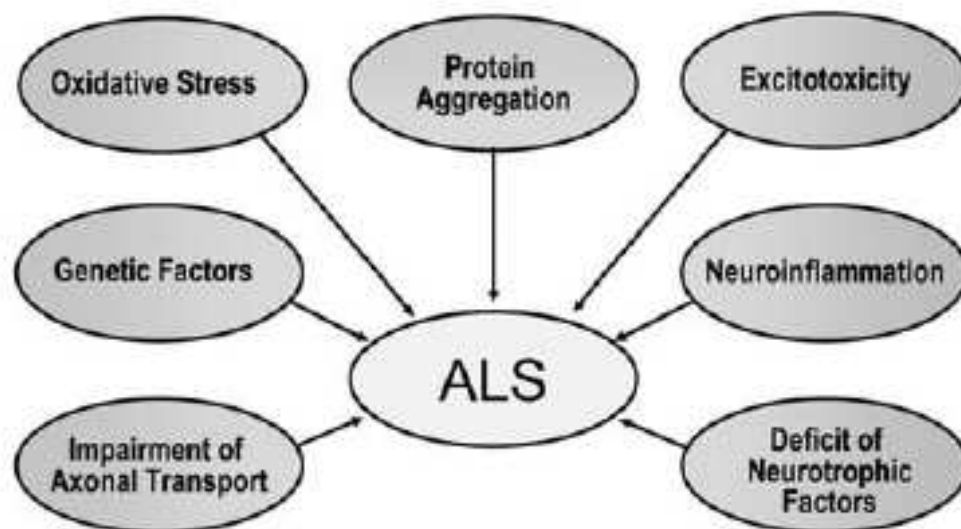 Oxidative Stress
Protein
Aggregation
Excitotoxicity
Genetic Factors
Neuroinflammation
ALS
Impairment of
Axonal Transport
Deficit of
Neurotrophic
Factors